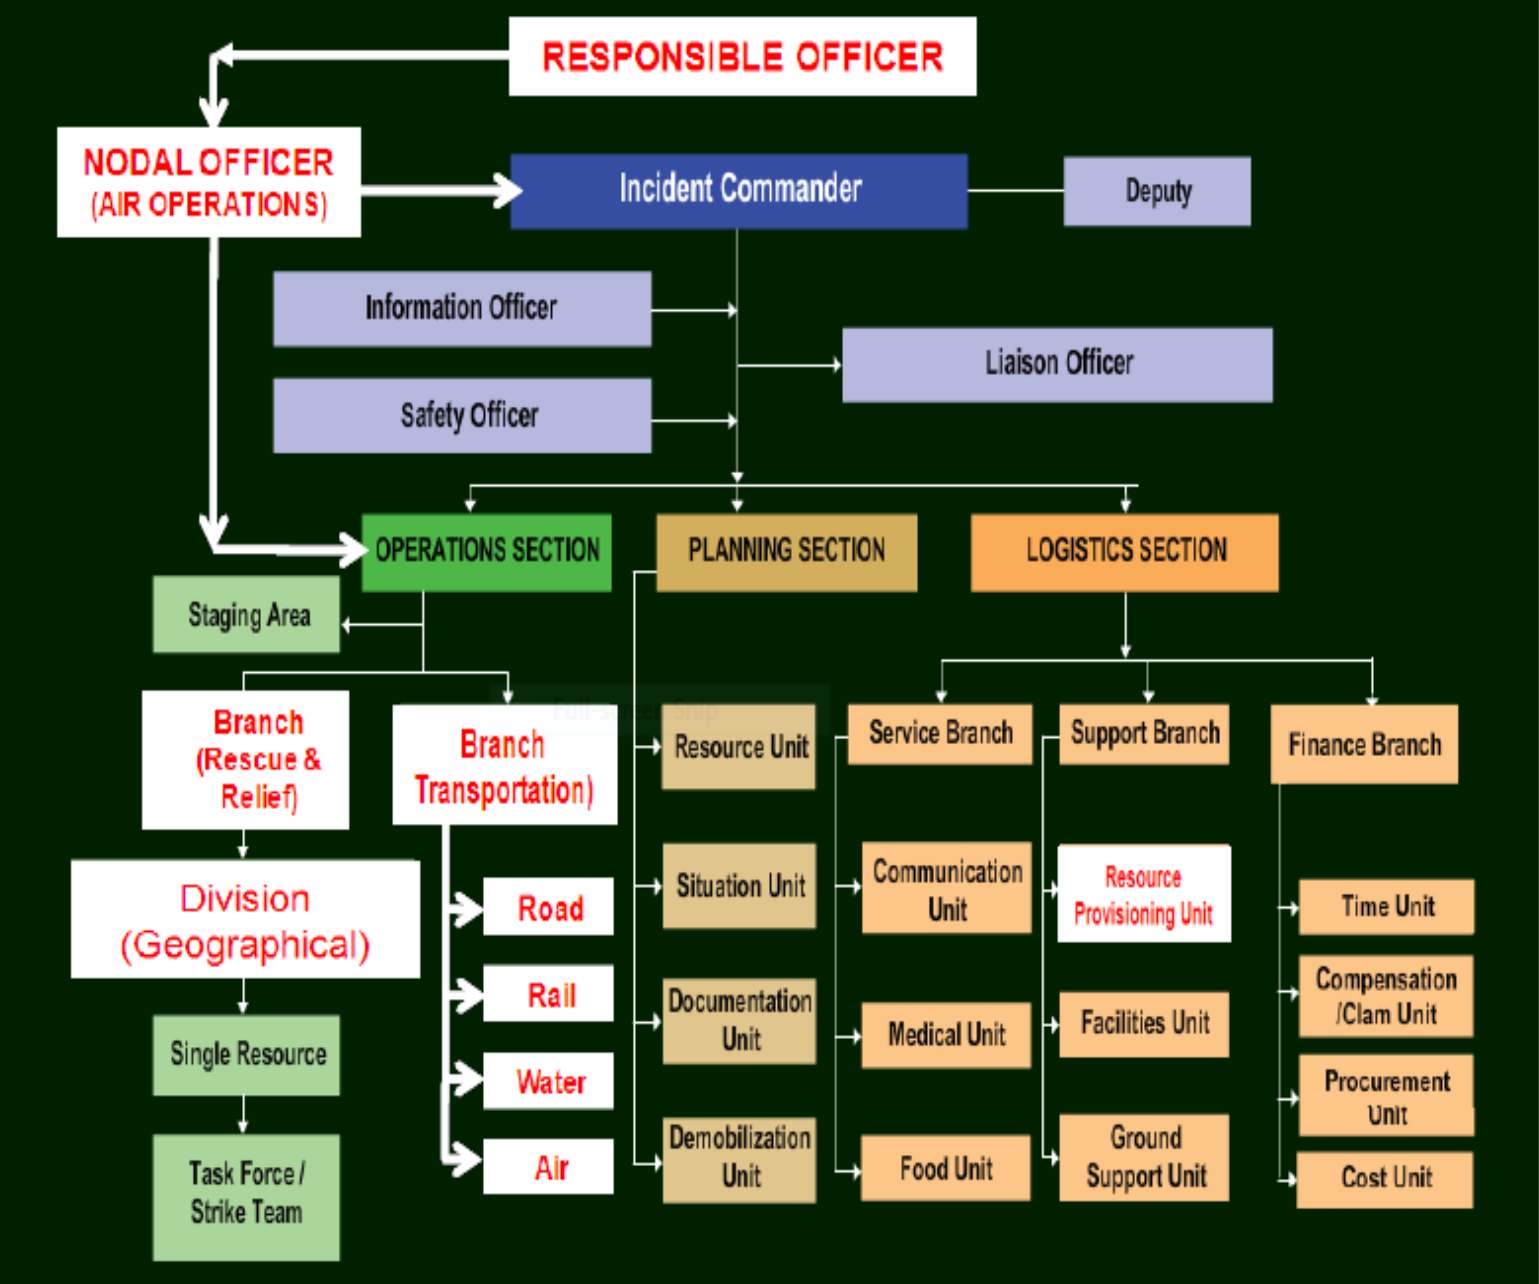 RESPONSIBLE OFFICER
NODAL OFFICER
(AIR OPERATIONS)
Incident Commander
Deputy
Information Officer
Liaison Officer
Safety Officer
OPERATIONS SECTION
PLANNING SECTION
LOGISTICS SECTION
Staging Area
Full-screen Snip
Branch
(Rescue &
Relief)
Branch
Transportation)
Resource Unit
Service Branch
Support Branch
Finance Branch
Division
(Geographical)
Road
Rail
Water
Air
Situation Unit
Communication
Unit
Resource
Provisioning Unit
Time Unit
Single Resource
Documentation
Unit
Medical Unit
Facilities Unit
Compensation
/Clam Unit
Procurement
Unit
Task Force /
Strike Team
Demobilization
Unit
Food Unit
Ground
Support Unit
Cost Unit